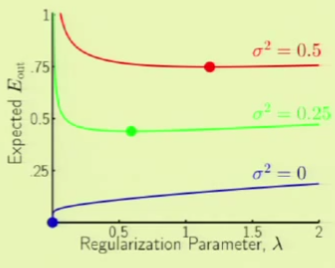 1
.75
0.5
.25
Expected E_out
σ² = 0.5
σ² = 0.25
σ² = 0
0.5 1 1.5 2
Regularization Parameter, λ